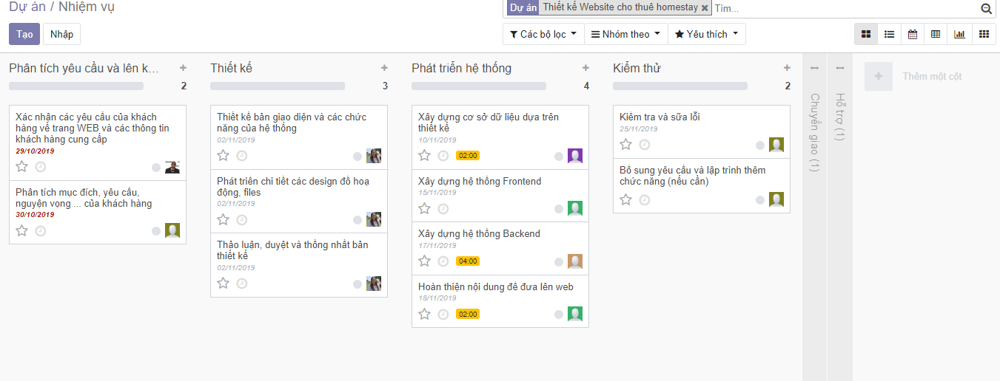 Dự án / Nhiệm vụ
Dự án Thiết kế Website cho thuê homestay Tìm...
Tạo Nhập
Các bộ lọc Nhóm theo Yêu thích
Phân tích yêu cầu và lên k...
2
Xác nhận các yêu cầu của khách
hàng về trang WEB và các thông tin
khách hàng cung cấp
29/10/2019
Phân tích mục đích, yêu cầu,
nguyện vọng ... của khách hàng
30/10/2019
Thiết kế
3
Thiết kế bản giao diện và các chức
năng của hệ thống
02/11/2019
Phát triển chi tiết các design đồ hoạ
động, files
02/11/2019
Thảo luận, duyệt và thống nhất bản
thiết kế
02/11/2019
Phát triển hệ thống
4
Xây dựng cơ sở dữ liệu dựa trên
thiết kế
10/11/2019
02:00
Xây dựng hệ thống Frontend
15/11/2019
Xây dựng hệ thống Backend
17/11/2019
04:00
Hoàn thiện nội dung để đưa lên web
18/11/2019
02:00
Kiểm thử
2
Kiểm tra và sữa lỗi
25/11/2019
Bổ sung yêu cầu và lập trình thêm
chức năng (nếu cần)
Chuyển giao (1)
Hỗ trợ (1)
Thêm một cột